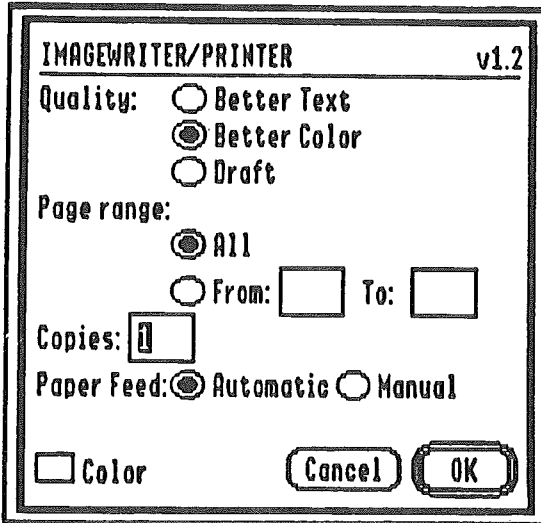 IMAGEWRITER/PRINTER v1.2
Quality: Better Text
Better Color
Draft
Page range:
All
From: To:
Copies: 1
Paper Feed: Automatic Manual
Color Cancel OK